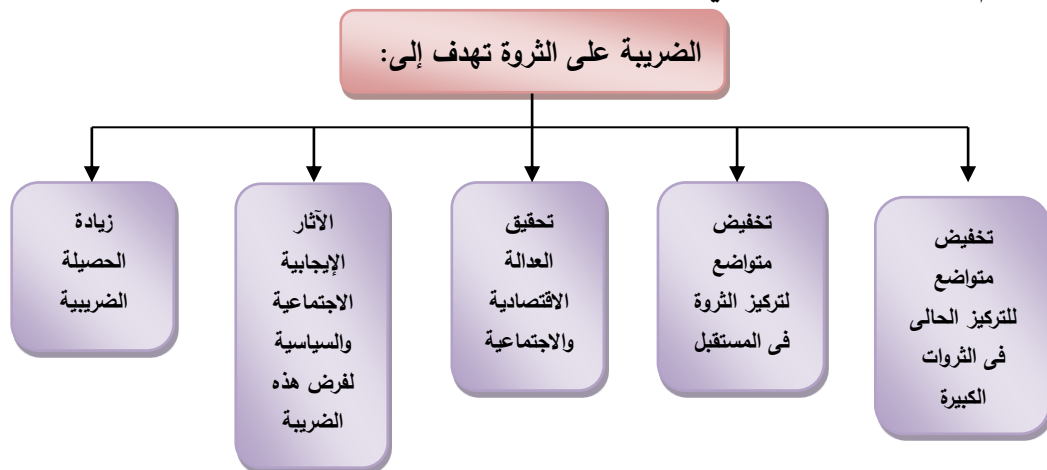 الضريبة على الثروة تهدف إلى:
تخفيض
متواضع
للتركيز الحالى
فى الثروات
الكبيرة
تخفيض
متواضع
لتركيز الثروة
فى المستقبل
تحقيق
العدالة
الاقتصادية
والاجتماعية
الآثار
الإيجابية
الاجتماعية
والسياسية
لفرض هذه
الضريبة
زيادة
الحصيلة
الضريبية